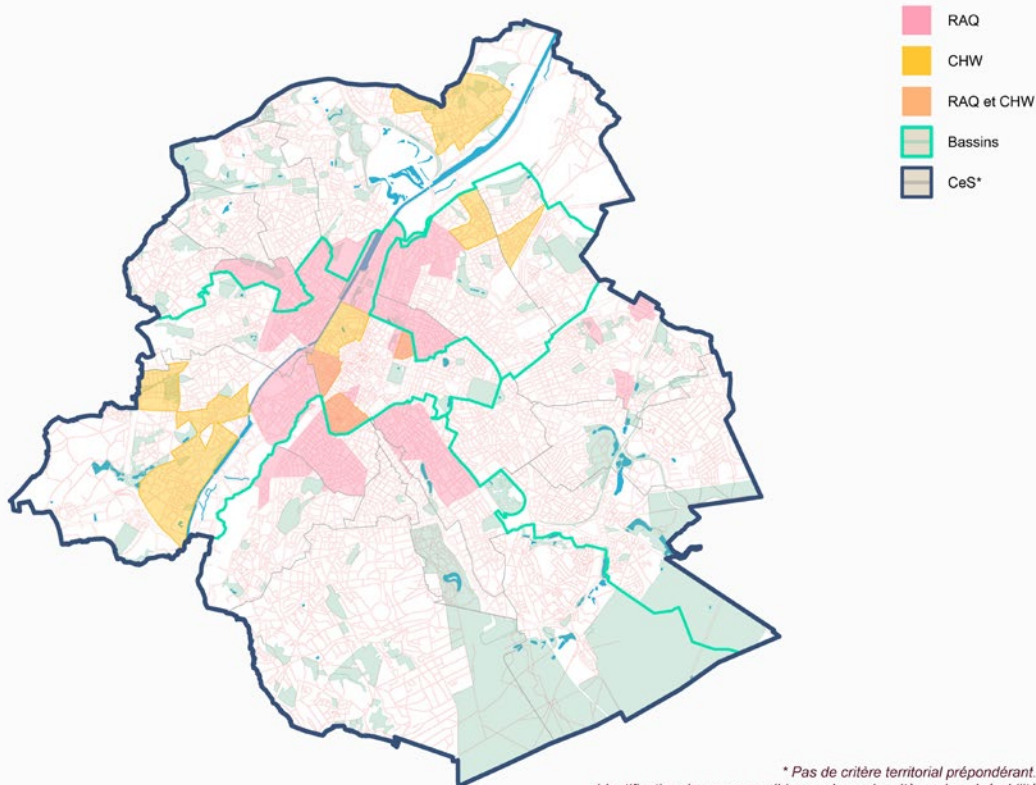 RAQ
CHW
RAQ et CHW
Bassins
CeS*
* Pas de critère territorial prépondérant.